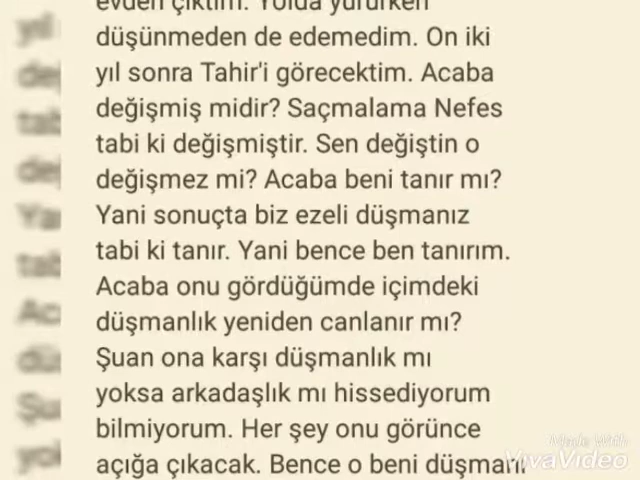 evden çıktım. Yolda yürürken
düşünmeden de edemedim. On iki
yıl sonra Tahir'i görecektim. Acaba
değişmiş midir? Saçmalama Nefes
tabi ki değişmiştir. Sen değiştin o
değişmez mi? Acaba beni tanır mı?
Yani sonuçta biz ezeli düşmanız
tabi ki tanır. Yani bence ben tanırım.
Acaba onu gördüğümde içimdeki
düşmanlık yeniden canlanır mı?
Şuan ona karşı düşmanlık mı
yoksa arkadaşlık mı hissediyorum
bilmiyorum. Her şey onu görünce
açığa çıkacak. Bence o beni düşmanı
Made With
VivaVideo